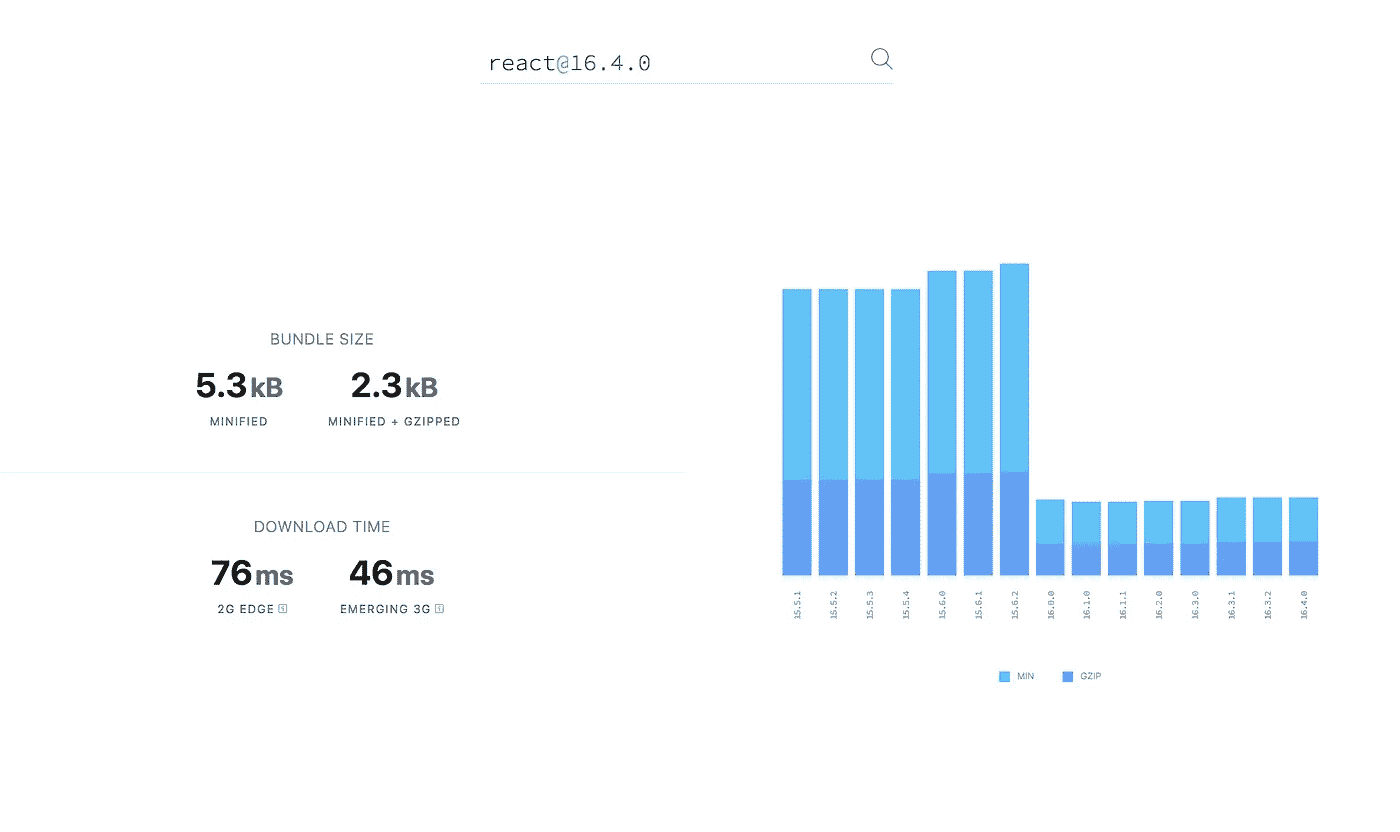 react@16.4.0
BUNDLE SIZE
5.3 kB 2.3 kB
MINIFIED MINIFIED + GZIPPED
DOWNLOAD TIME
76 ms 46 ms
2G EDGE EMERGING 3G
15.5.1 15.5.2 15.5.3 15.5.4 15.6.0 15.6.1 15.6.2 16.0.0 16.1.0 16.1.1 16.2.0 16.3.0 16.3.1 16.3.2 16.4.0
MIN GZIP